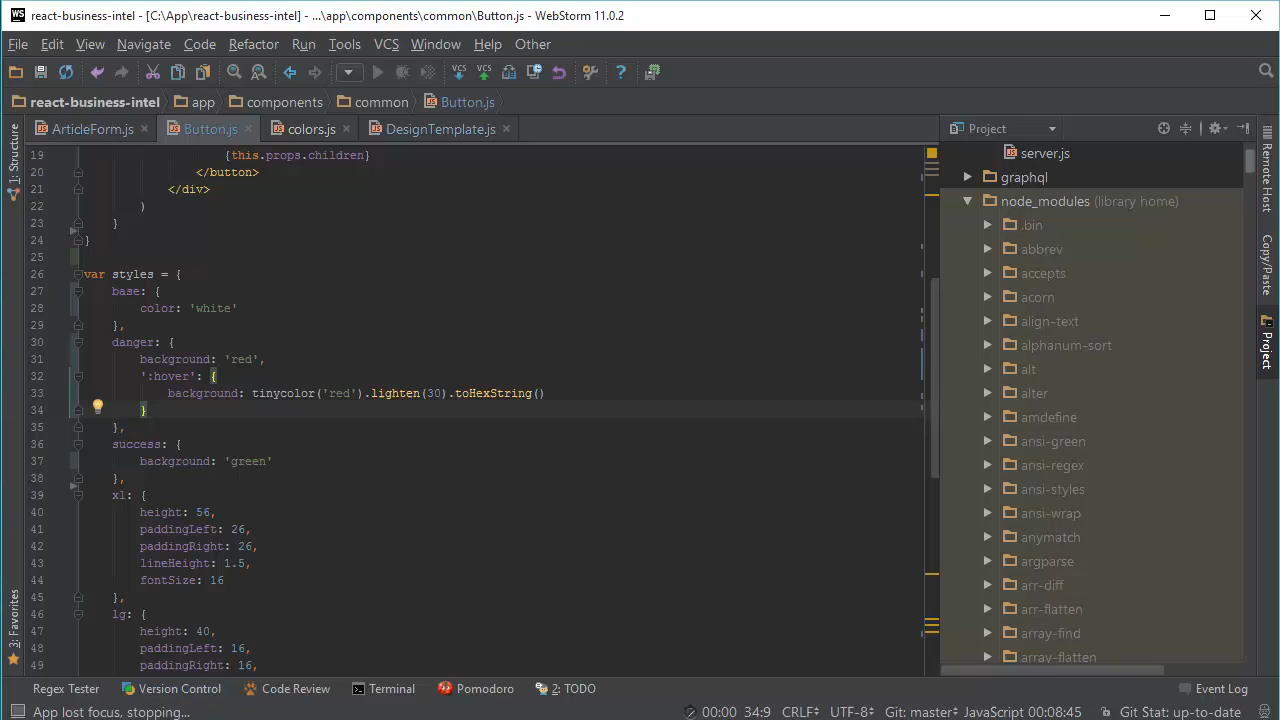 WS react-business-intel - [C:\App\react-business-intel] - ...\app\components\common\Button.js - WebStorm 11.0.2
File Edit View Navigate Code Refactor Run Tools VCS Window Help Other
VCS VCS ?
react-business-intel app components common Button.js
ArticleForm.js Button.js colors.js DesignTemplate.js Project
1: Structure
3: Favorites
19 {this.props.children}
20 </button>
21 </div>
22 )
23 }
24 }
25
26 var styles = {
27 base: {
28 color: 'white'
29 },
30 danger: {
31 background: 'red',
32 ':hover': {
33 background: tinycolor('red').lighten(30).toHexString()
34 }
35 },
36 success: {
37 background: 'green'
38 },
39 xl: {
40 height: 56,
41 paddingLeft: 26,
42 paddingRight: 26,
43 lineHeight: 1.5,
44 fontSize: 16
45 },
46 lg: {
47 height: 40,
48 paddingLeft: 16,
49 paddingRight: 16,
server.js
graphql
node_modules (library home)
.bin
abbrev
accepts
acorn
align-text
alphanum-sort
alt
alter
amdefine
ansi-green
ansi-regex
ansi-styles
ansi-wrap
anymatch
argparse
arr-diff
arr-flatten
array-find
array-flatten
Remote Host
Copy/Paste
Project
Regex Tester Version Control Code Review Terminal Pomodoro 2: TODO Event Log
App lost focus, stopping... 00:00 34:9 CRLF UTF-8 Git: master JavaScript 00:08:45 Git Stat: up-to-date